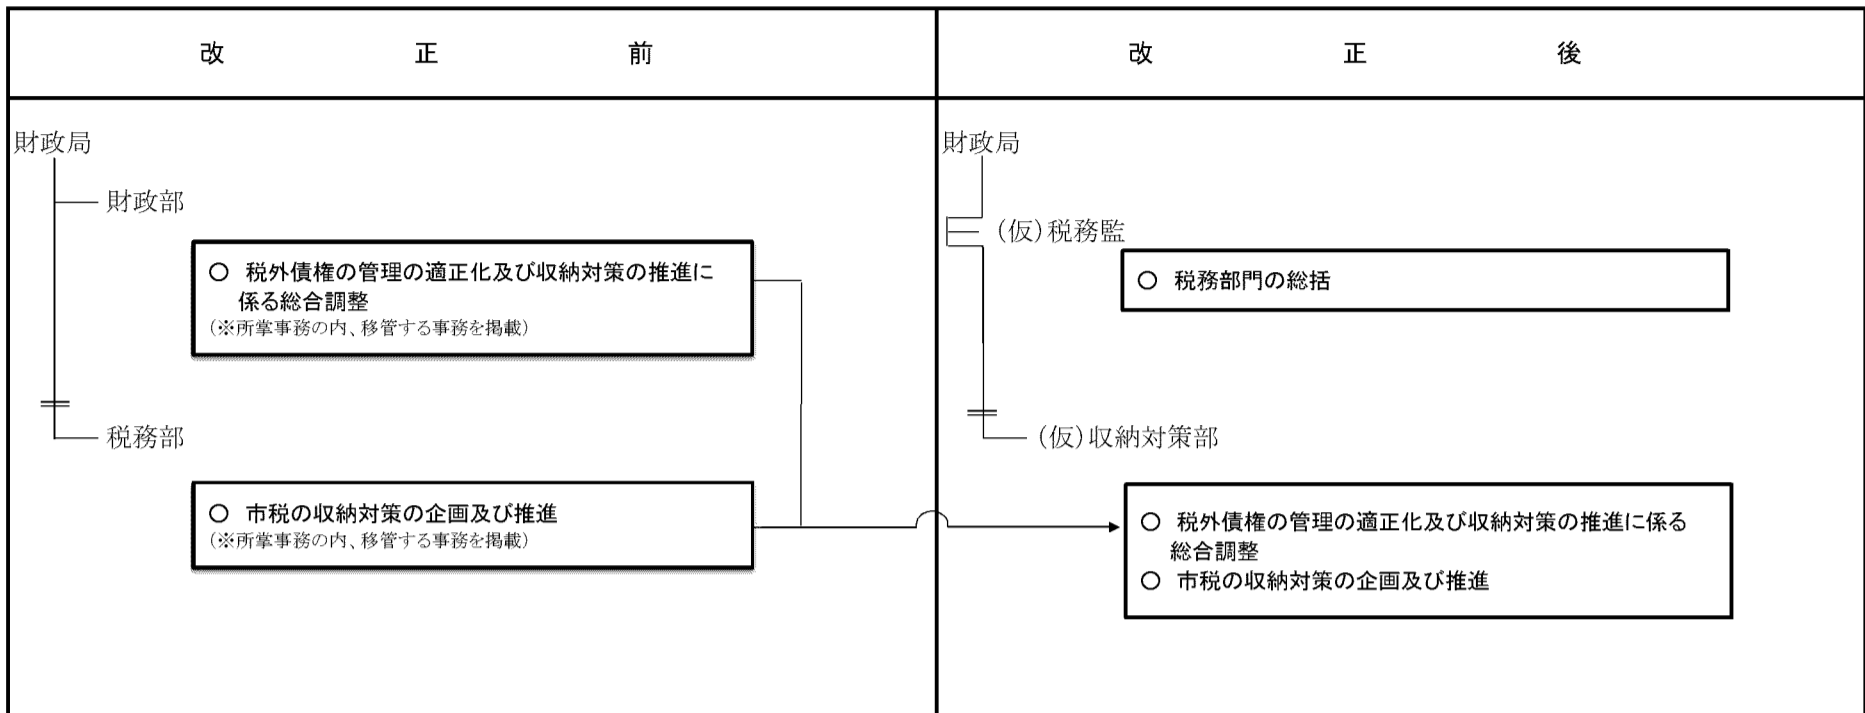 改正前
財政局
財政部
○ 税外債権の管理の適正化及び収納対策の推進に
係る総合調整
(※所掌事務の内、移管する事務を掲載)
税務部
○ 市税の収納対策の企画及び推進
(※所掌事務の内、移管する事務を掲載)
改正後
財政局
(仮)税務監
○ 税務部門の総括
(仮)収納対策部
○ 税外債権の管理の適正化及び収納対策の推進に係る
総合調整
○ 市税の収納対策の企画及び推進